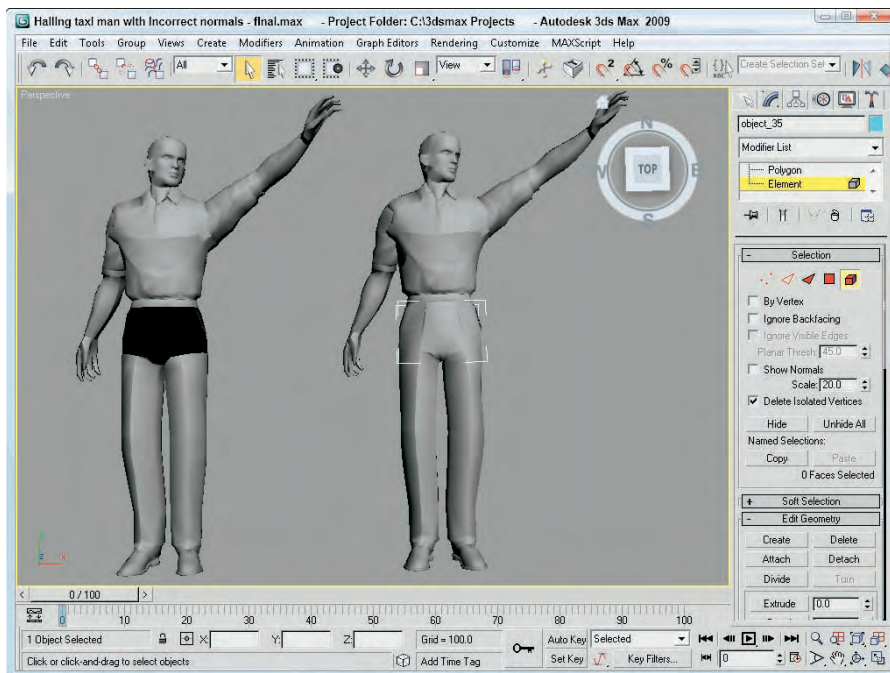 Hailing taxi man with incorrect normals - final.max - Project Folder: C:\3dsmax Projects - Autodesk 3ds Max 2009
File Edit Tools Group Views Create Modifiers Animation Graph Editors Rendering Customize MAXScript Help
All View Create Selection Set
Perspective
N
W TOP E
S
object_35
Modifier List
Polygon
Element
- Selection
By Vertex
Ignore Backfacing
Ignore Visible Edges
Planar Thresh: 45.0
Show Normals
Scale: 20.0
Delete Isolated Vertices
Hide Unhide All
Named Selections:
Copy Paste
0 Faces Selected
+ Soft Selection
- Edit Geometry
Create Delete
Attach Detach
Divide Turn
Extrude 0.0
z x
< 0 / 100 >
0 10 20 30 40 50 60 70 80 90 100
1 Object Selected X: Y: Z: Grid = 100.0 Auto Key Selected
Click or click-and-drag to select objects Add Time Tag Set Key Key Filters... 0